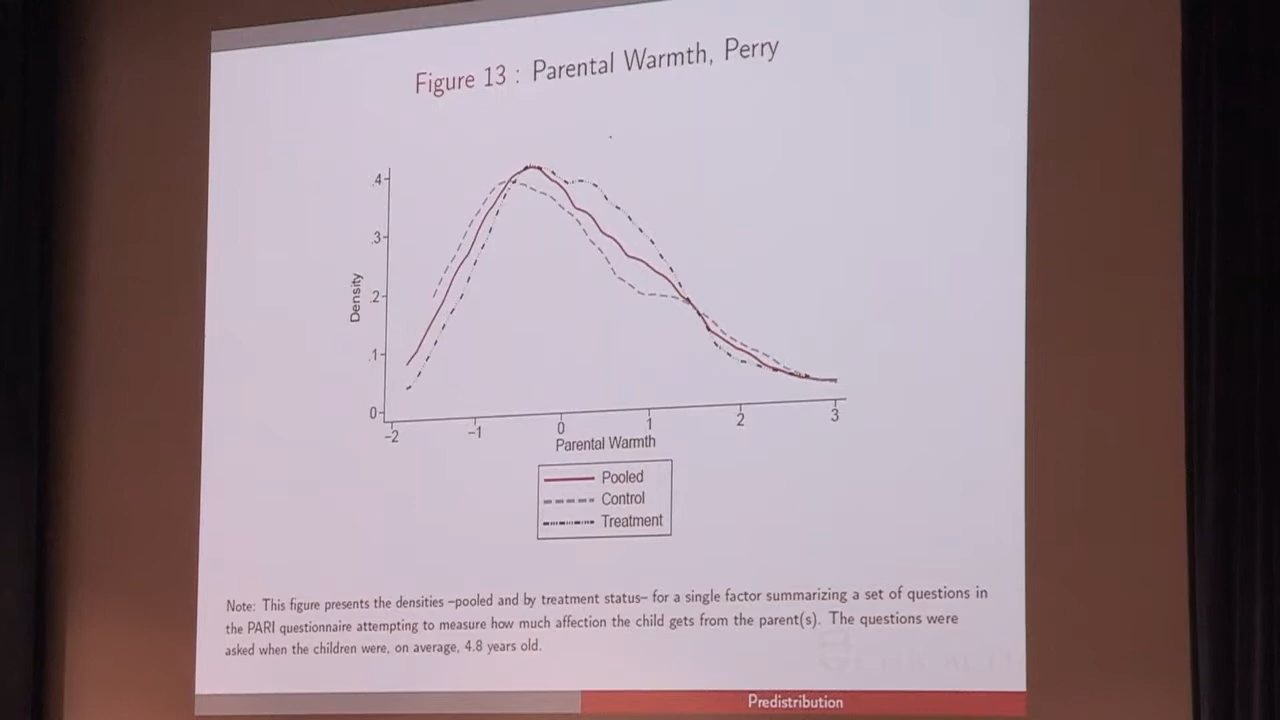 Figure 13 : Parental Warmth, Perry
.4
.3
.2
.1
0
Density
−2
−1
0
1
2
3
Parental Warmth
Pooled
Control
Treatment
Note: This figure presents the densities –pooled and by treatment status– for a single factor summarizing a set of questions in
the PARI questionnaire attempting to measure how much affection the child gets from the parent(s). The questions were
asked when the children were, on average, 4.8 years old.
Predistribution